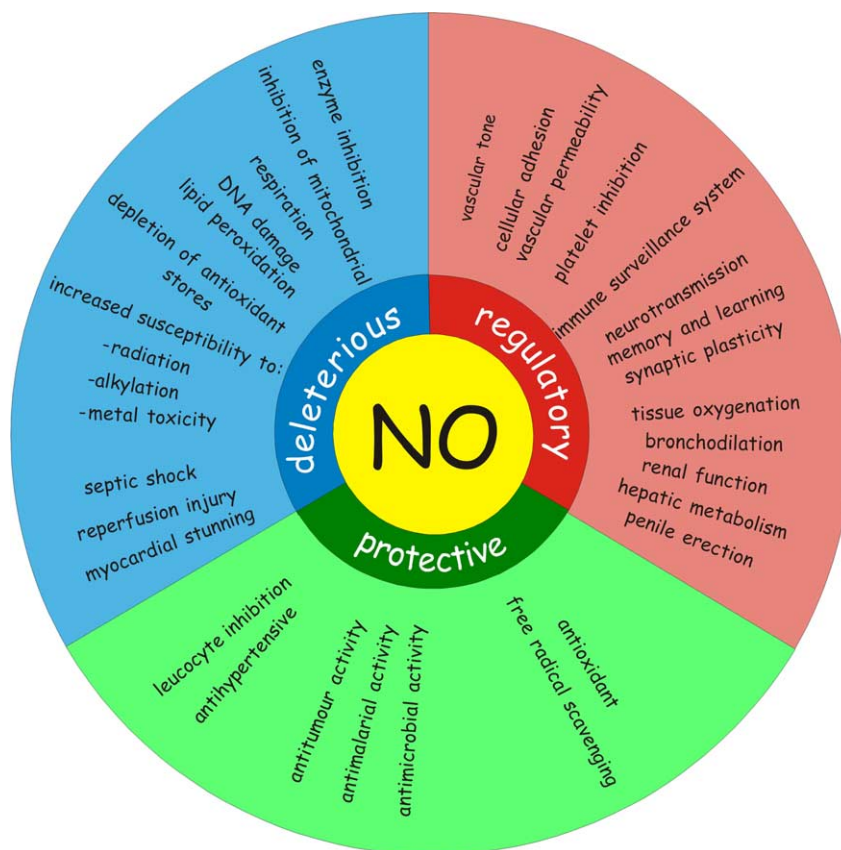 NO
deleterious
regulatory
protective
enzyme inhibition
inhibition of mitochondrial
respiration
DNA damage
lipid peroxidation
depletion of antioxidant
stores
increased susceptibility to:
-radiation
-alkylation
-metal toxicity
septic shock
reperfusion injury
myocardial stunning
vascular tone
cellular adhesion
vascular permeability
platelet inhibition
immune surveillance system
neurotransmission
memory and learning
synaptic plasticity
tissue oxygenation
bronchodilation
renal function
hepatic metabolism
penile erection
leucocyte inhibition
antihypertensive
antitumour activity
antimalarial activity
antimicrobial activity
free radical scavenging
antioxidant